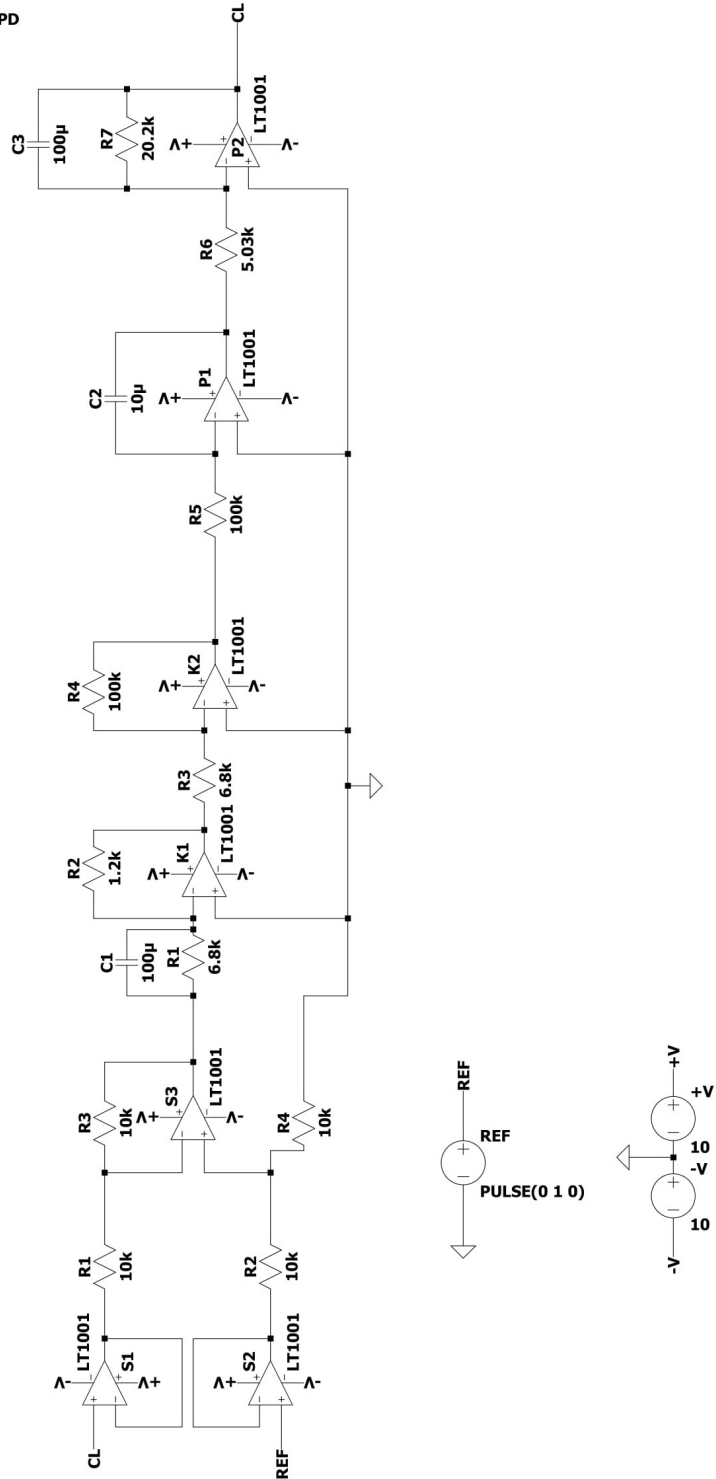 PD
CL
LT1001
-V
+V
S1
R1
10k
R3
10k
S3
+V
-V
LT1001
REF
LT1001
+V
-V
S2
R2
10k
R4
10k
C1
100µ
R1
6.8k
R2
1.2k
K1
+V
-V
LT1001
R3
6.8k
R4
100k
K2
+V
-V
LT1001
R5
100k
C2
10µ
P1
+V
-V
LT1001
R6
5.03k
C3
100µ
R7
20.2k
P2
+V
-V
LT1001
CL
REF
REF
PULSE(0 1 0)
-V
-V
10
+V
+V
10